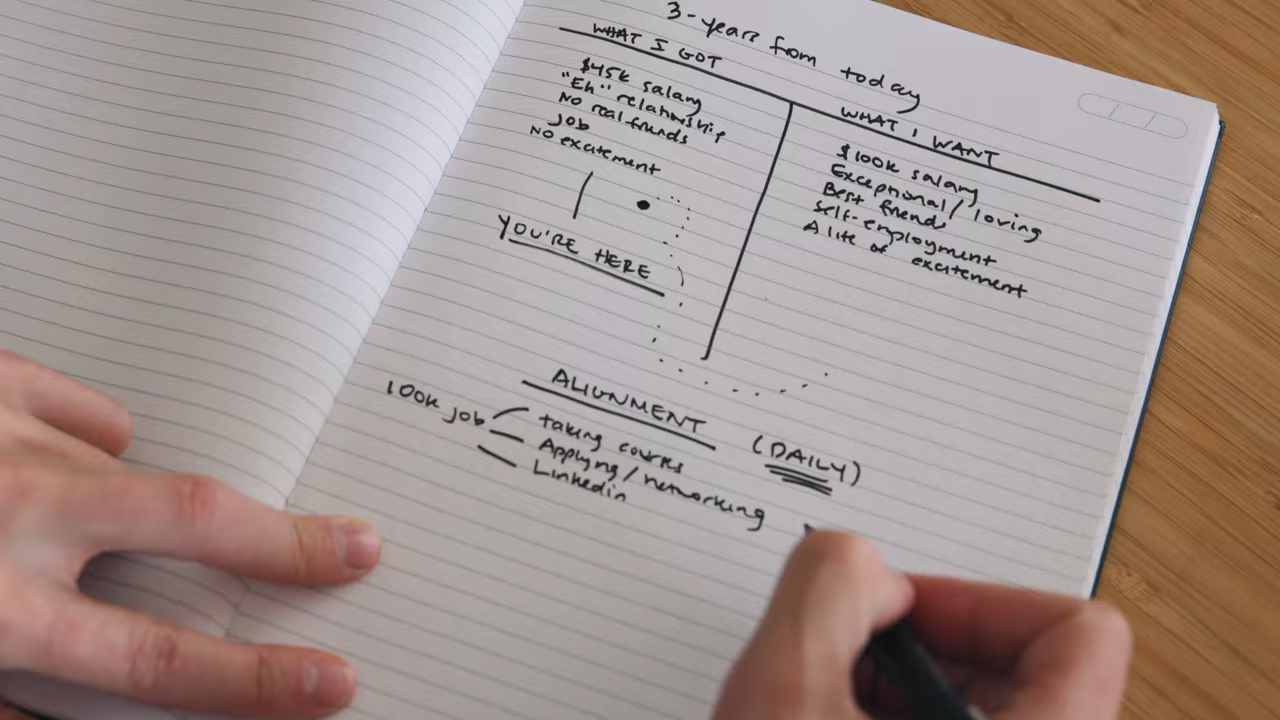 3-years from today
WHAT I GOT
$45k salary
"Eh" relationship
No real friends
Job
No excitement
YOU'RE HERE
WHAT I WANT
$100k salary
Exceptional/loving
Best friends
Self-employment
A life of excitement
ALIGNMENT (DAILY)
100k job
taking courses
Applying/networking
Linkedin